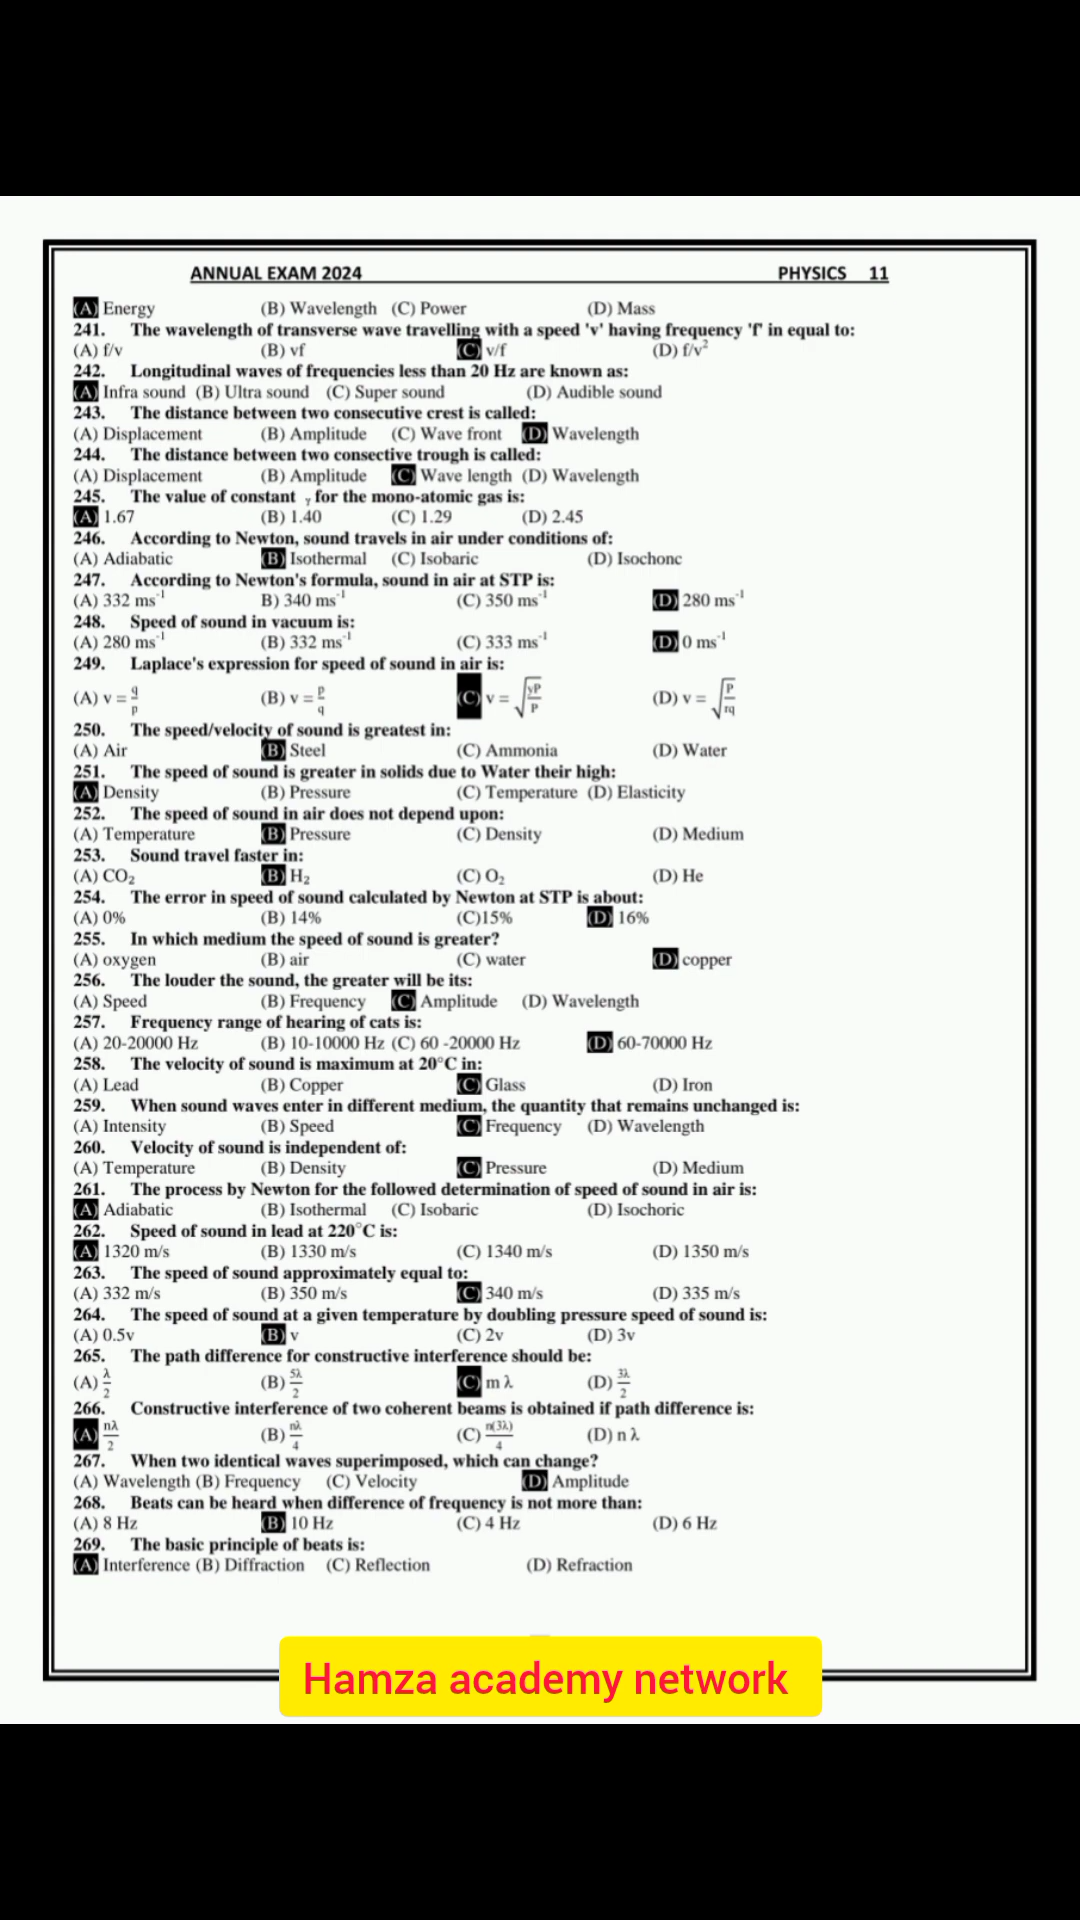 ANNUAL EXAM 2024 PHYSICS 11
(A) Energy (B) Wavelength (C) Power (D) Mass
241. The wavelength of transverse wave travelling with a speed 'v' having frequency 'f' in equal to:
(A) f/v (B) vf (C) v/f (D) f/v²
242. Longitudinal waves of frequencies less than 20 Hz are known as:
(A) Infra sound (B) Ultra sound (C) Super sound (D) Audible sound
243. The distance between two consecutive crest is called:
(A) Displacement (B) Amplitude (C) Wave front (D) Wavelength
244. The distance between two consective trough is called:
(A) Displacement (B) Amplitude (C) Wave length (D) Wavelength
245. The value of constant γ for the mono-atomic gas is:
(A) 1.67 (B) 1.40 (C) 1.29 (D) 2.45
246. According to Newton, sound travels in air under conditions of:
(A) Adiabatic (B) Isothermal (C) Isobaric (D) Isochonc
247. According to Newton's formula, sound in air at STP is:
(A) 332 ms⁻¹ B) 340 ms⁻¹ (C) 350 ms⁻¹ (D) 280 ms⁻¹
248. Speed of sound in vacuum is:
(A) 280 ms⁻¹ (B) 332 ms⁻¹ (C) 333 ms⁻¹ (D) 0 ms⁻¹
249. Laplace's expression for speed of sound in air is:
(A) v = q/p (B) v = p/q (C) v = √(yP/P) (D) v = √(P/rq)
250. The speed/velocity of sound is greatest in:
(A) Air (B) Steel (C) Ammonia (D) Water
251. The speed of sound is greater in solids due to Water their high:
(A) Density (B) Pressure (C) Temperature (D) Elasticity
252. The speed of sound in air does not depend upon:
(A) Temperature (B) Pressure (C) Density (D) Medium
253. Sound travel faster in:
(A) CO₂ (B) H₂ (C) O₂ (D) He
254. The error in speed of sound calculated by Newton at STP is about:
(A) 0% (B) 14% (C)15% (D) 16%
255. In which medium the speed of sound is greater?
(A) oxygen (B) air (C) water (D) copper
256. The louder the sound, the greater will be its:
(A) Speed (B) Frequency (C) Amplitude (D) Wavelength
257. Frequency range of hearing of cats is:
(A) 20-20000 Hz (B) 10-10000 Hz (C) 60 -20000 Hz (D) 60-70000 Hz
258. The velocity of sound is maximum at 20°C in:
(A) Lead (B) Copper (C) Glass (D) Iron
259. When sound waves enter in different medium, the quantity that remains unchanged is:
(A) Intensity (B) Speed (C) Frequency (D) Wavelength
260. Velocity of sound is independent of:
(A) Temperature (B) Density (C) Pressure (D) Medium
261. The process by Newton for the followed determination of speed of sound in air is:
(A) Adiabatic (B) Isothermal (C) Isobaric (D) Isochoric
262. Speed of sound in lead at 220°C is:
(A) 1320 m/s (B) 1330 m/s (C) 1340 m/s (D) 1350 m/s
263. The speed of sound approximately equal to:
(A) 332 m/s (B) 350 m/s (C) 340 m/s (D) 335 m/s
264. The speed of sound at a given temperature by doubling pressure speed of sound is:
(A) 0.5v (B) v (C) 2v (D) 3v
265. The path difference for constructive interference should be:
(A) λ/2 (B) 5λ/2 (C) m λ (D) 3λ/2
266. Constructive interference of two coherent beams is obtained if path difference is:
(A) nλ/2 (B) nλ/4 (C) n(3λ)/4 (D) n λ
267. When two identical waves superimposed, which can change?
(A) Wavelength (B) Frequency (C) Velocity (D) Amplitude
268. Beats can be heard when difference of frequency is not more than:
(A) 8 Hz (B) 10 Hz (C) 4 Hz (D) 6 Hz
269. The basic principle of beats is:
(A) Interference (B) Diffraction (C) Reflection (D) Refraction
Hamza academy network